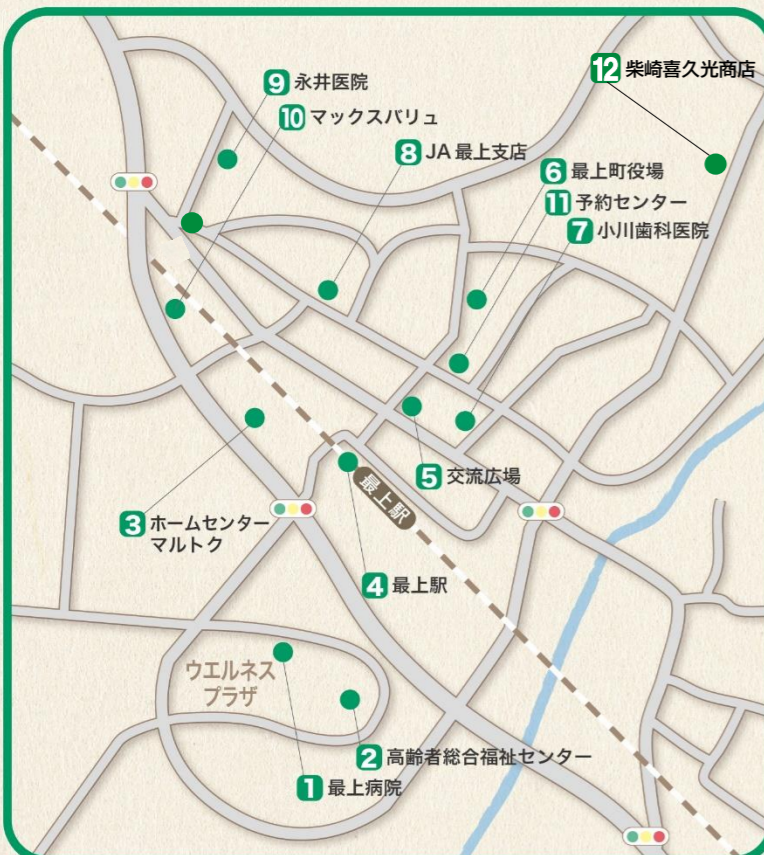 12 柴崎喜久光商店
9 永井医院
10 マックスバリュ
8 JA最上支店
6 最上町役場
11 予約センター
7 小川歯科医院
5 交流広場
最上駅
3 ホームセンター
マルトク
4 最上駅
ウエルネス
プラザ
2 高齢者総合福祉センター
1 最上病院